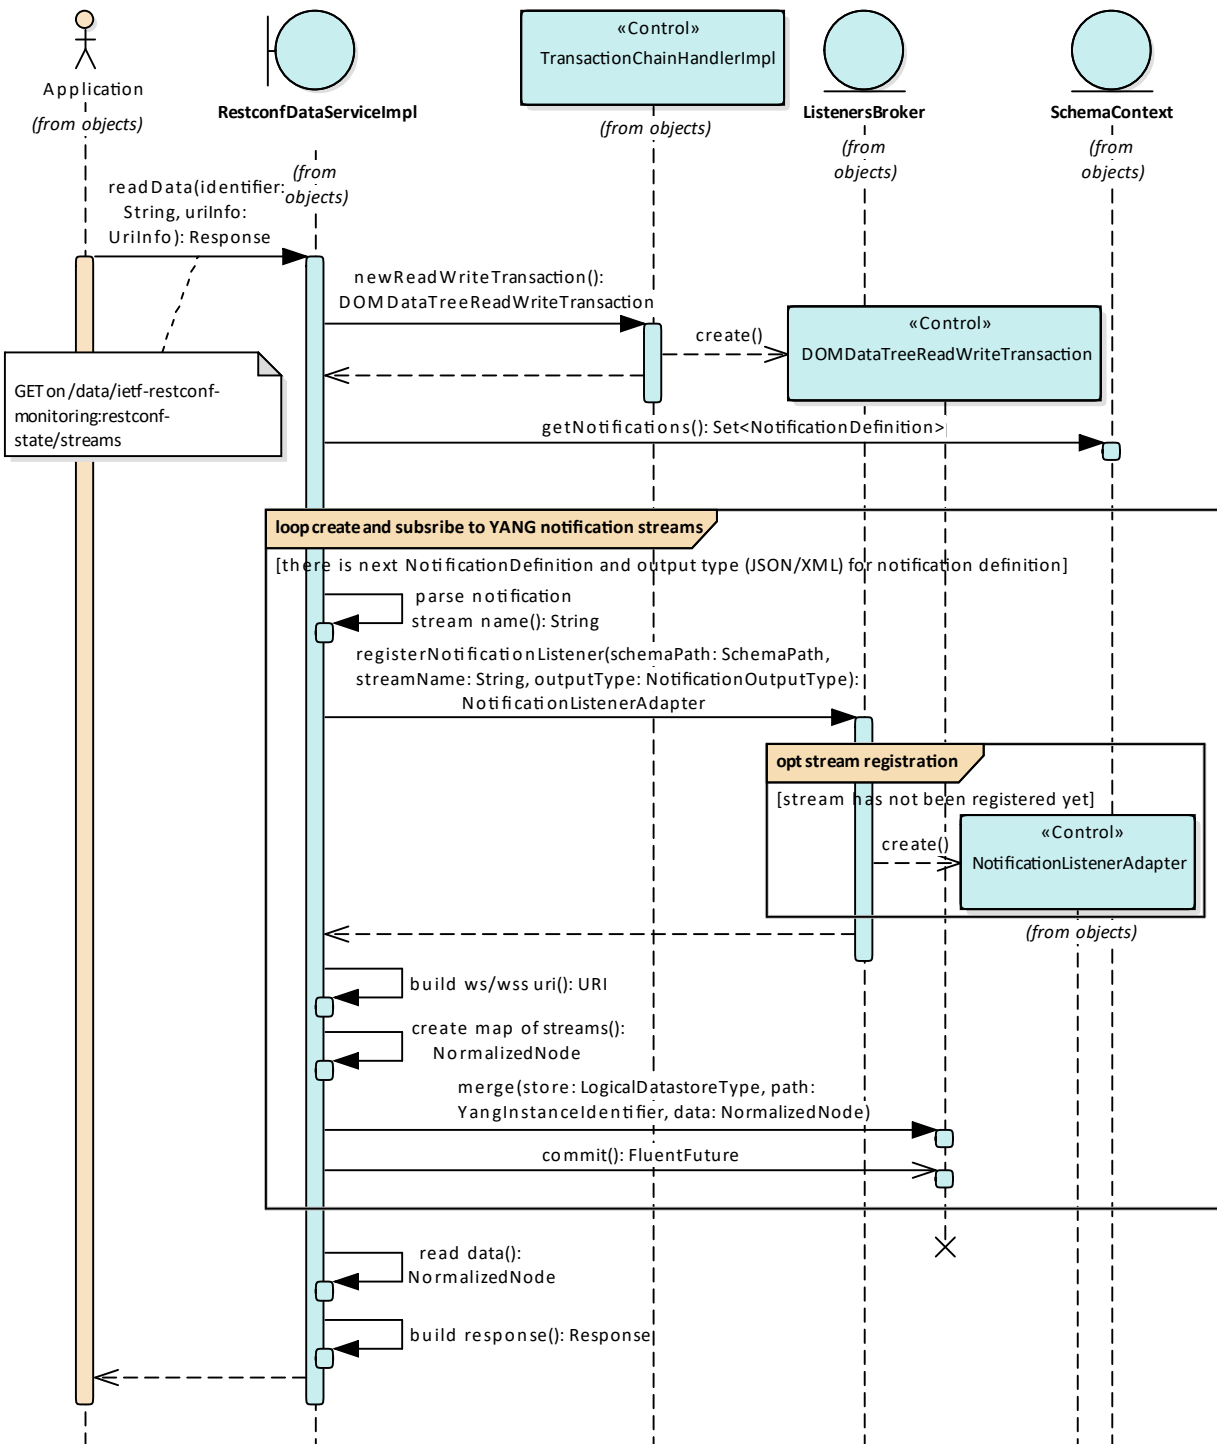 Application
(from objects)
RestconfDataServiceImpl
(from
objects)
«Control»
TransactionChainHandlerImpl
(from objects)
ListenersBroker
(from
objects)
SchemaContext
(from
objects)
readData(identifier:
String, uriInfo:
UriInfo): Response
newReadWriteTransaction():
DOMDataTreeReadWriteTransaction
create()
«Control»
DOMDataTreeReadWriteTransaction
GET on /data/ietf-restconf-
monitoring:restconf-
state/streams
getNotifications(): Set<NotificationDefinition>
loop create and subsribe to YANG notification streams
[there is next NotificationDefinition and output type (JSON/XML) for notification definition]
parse notification
stream name(): String
registerNotificationListener(schemaPath: SchemaPath,
streamName: String, outputType: NotificationOutputType):
NotificationListenerAdapter
opt stream registration
[stream has not been registered yet]
create()
«Control»
NotificationListenerAdapter
(from objects)
build ws/wss uri(): URI
create map of streams():
NormalizedNode
merge(store: LogicalDatastoreType, path:
YangInstanceIdentifier, data: NormalizedNode)
commit(): FluentFuture
read data():
NormalizedNode
build response(): Response